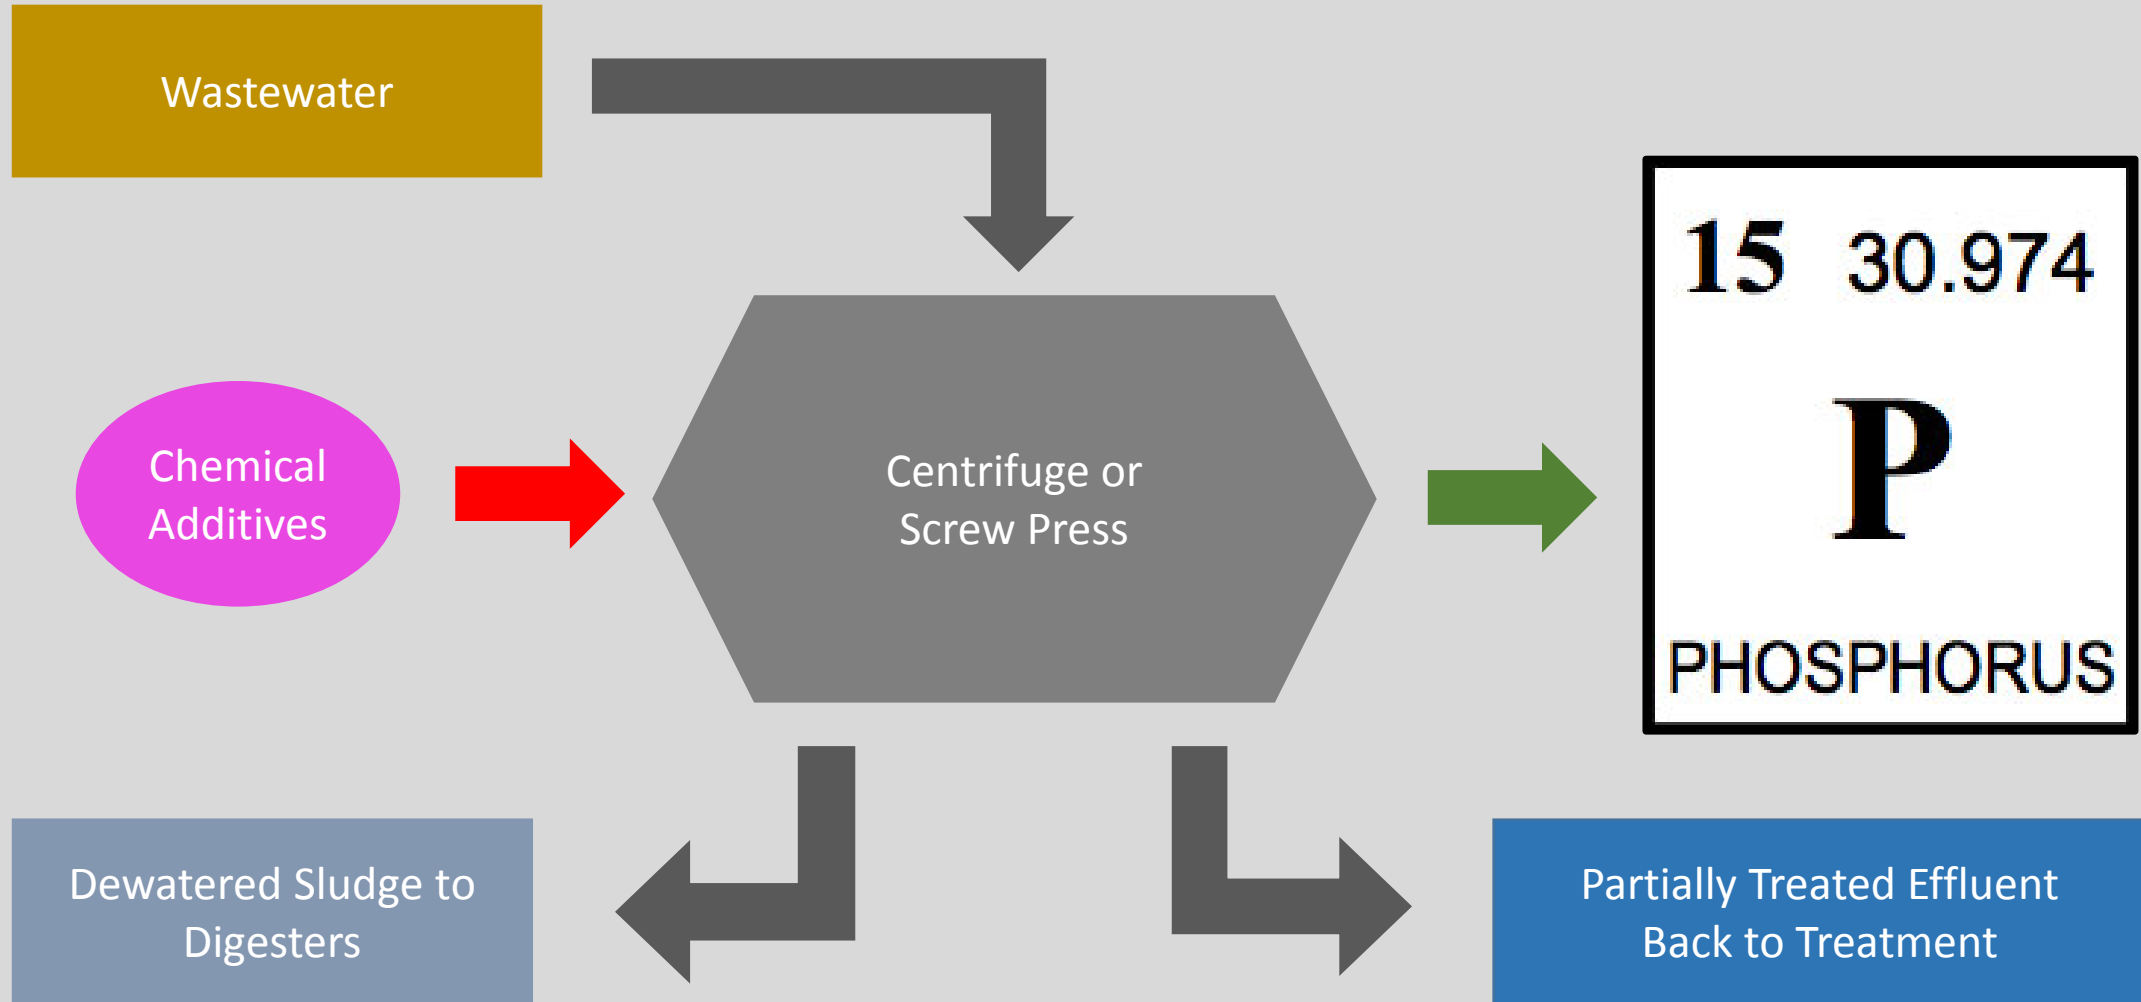 Wastewater
15 30.974
P
PHOSPHORUS
Chemical
Additives
Centrifuge or
Screw Press
Dewatered Sludge to
Digesters
Partially Treated Effluent
Back to Treatment